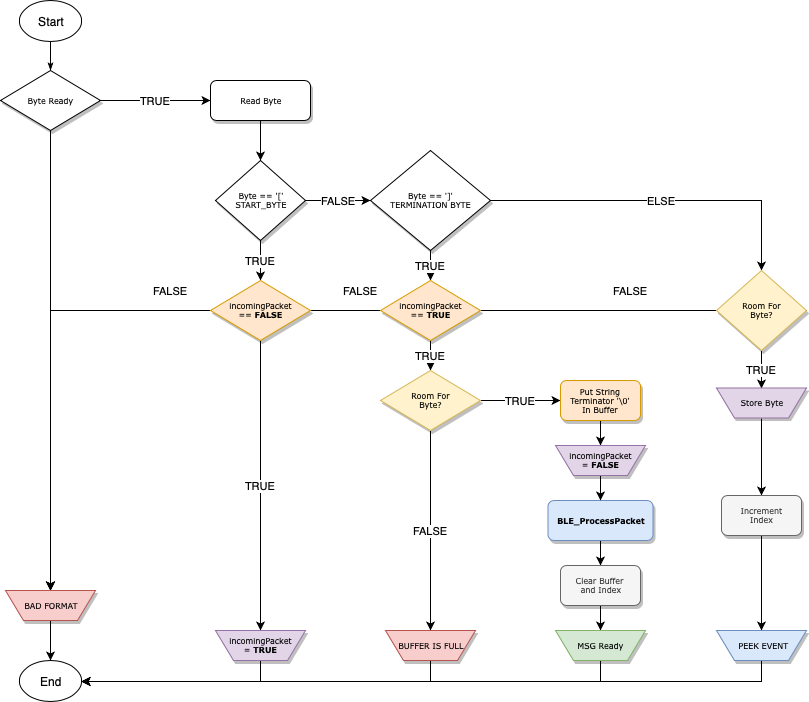 Start
Byte Ready
TRUE
Read Byte
Byte == '['
START_BYTE
FALSE
Byte == ']'
TERMINATION BYTE
ELSE
TRUE
TRUE
FALSE
incomingPacket
== FALSE
FALSE
incomingPacket
== TRUE
FALSE
Room For
Byte?
TRUE
TRUE
Room For
Byte?
TRUE
Put String
Terminator '\0'
In Buffer
Store Byte
incomingPacket
= FALSE
TRUE
BLE_ProcessPacket
Increment
Index
FALSE
Clear Buffer
and Index
BAD FORMAT
incomingPacket
= TRUE
BUFFER IS FULL
MSG Ready
PEEK EVENT
End